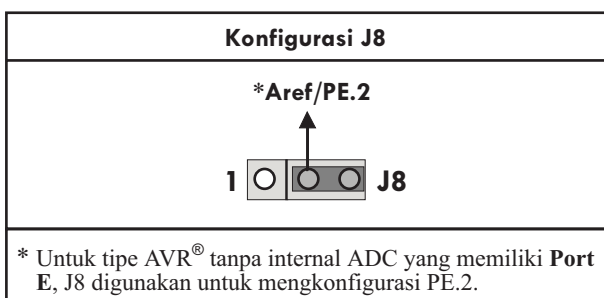 Konfigurasi J8
*Aref/PE.2
1 J8
* Untuk tipe AVR® tanpa internal ADC yang memiliki Port
E, J8 digunakan untuk mengkonfigurasi PE.2.